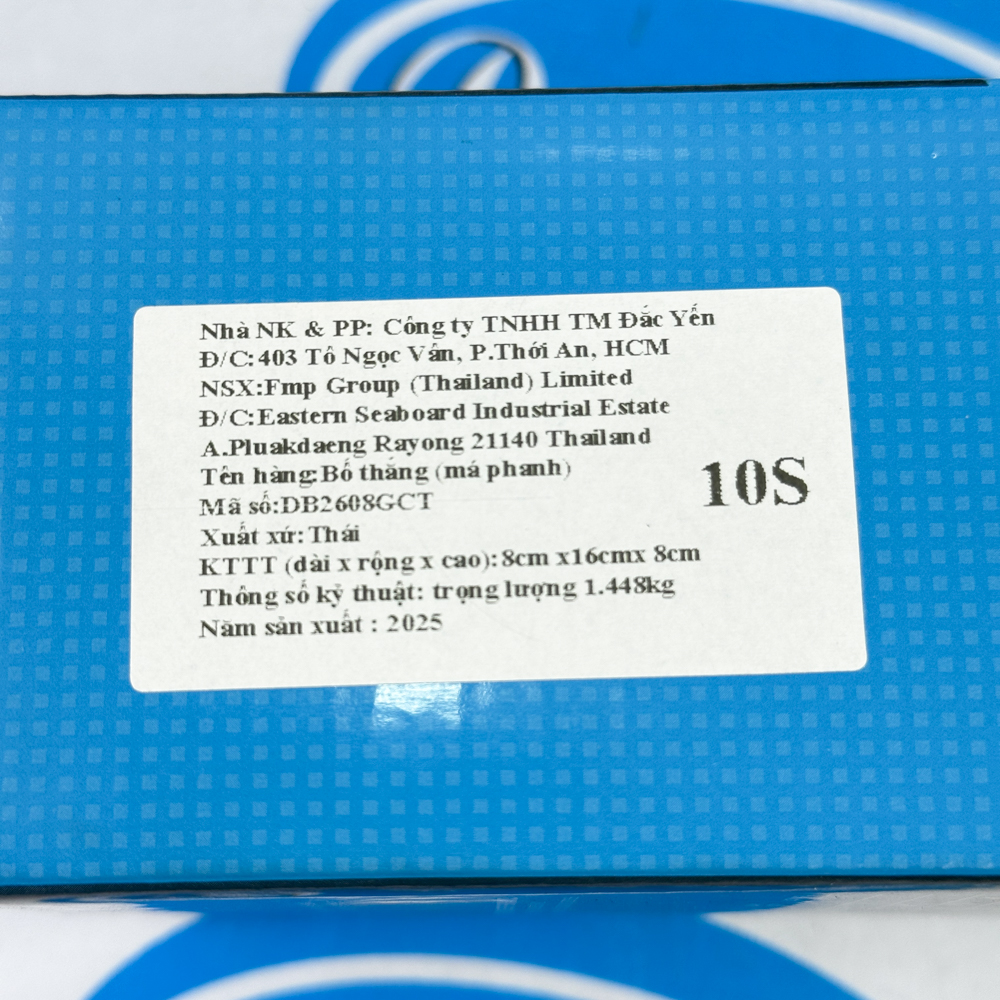 Nhà NK & PP: Công ty TNHH TM Đắc Yến
Đ/C: 403 Tô Ngọc Vân, P.Thới An, HCM
NSX:Fmp Group (Thailand) Limited
Đ/C:Eastern Seaboard Industrial Estate
A.Pluakdaeng Rayong 21140 Thailand
Tên hàng:Bố thắng (má phanh)
10S
Mã số:DB2608GCT
Xuất xứ: Thái
KTTT (dài x rộng x cao): 8cm x16cmx 8cm
Thông số kỷ thuật: trọng lượng 1.448kg
Năm sản xuất : 2025